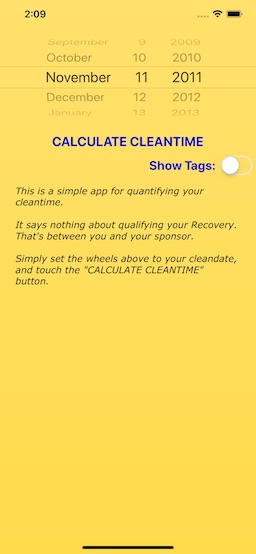 2:09
September 9 2009
October 10 2010
November 11 2011
December 12 2012
January 13 2013
CALCULATE CLEANTIME
Show Tags:
This is a simple app for quantifying your
cleantime.
It says nothing about qualifying your Recovery.
That's between you and your sponsor.
Simply set the wheels above to your cleandate,
and touch the "CALCULATE CLEANTIME"
button.